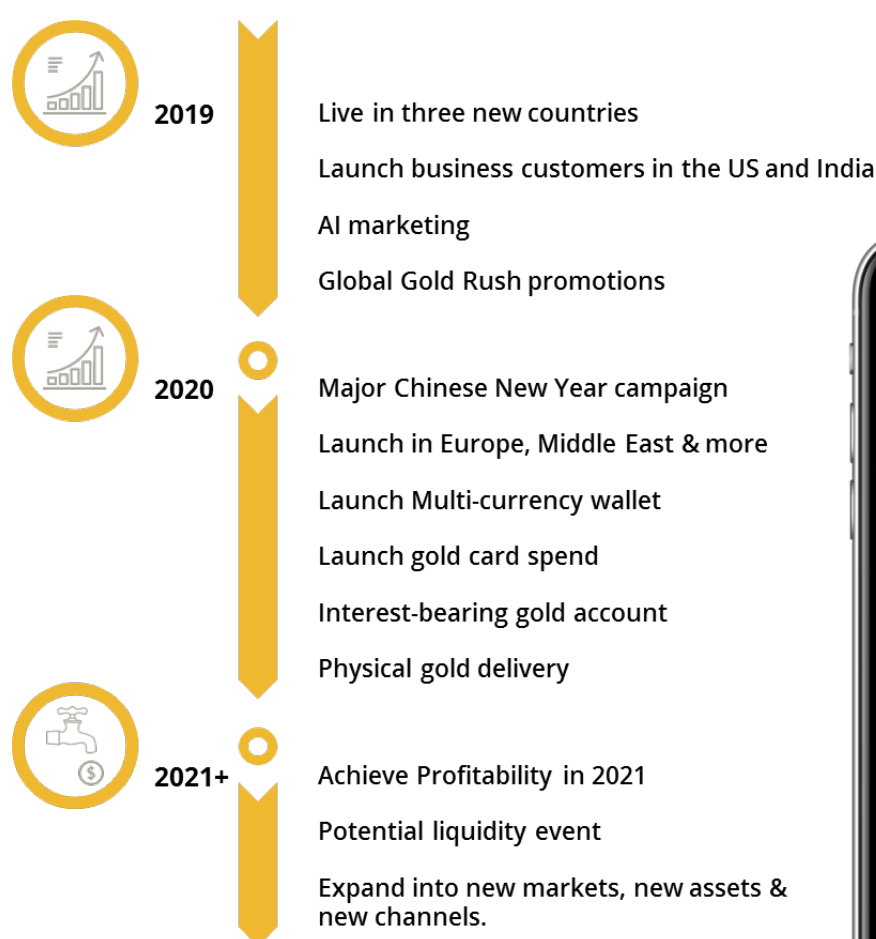 2019
Live in three new countries
Launch business customers in the US and India
AI marketing
Global Gold Rush promotions
2020
Major Chinese New Year campaign
Launch in Europe, Middle East & more
Launch Multi-currency wallet
Launch gold card spend
Interest-bearing gold account
Physical gold delivery
$
2021+
Achieve Profitability in 2021
Potential liquidity event
Expand into new markets, new assets &
new channels.